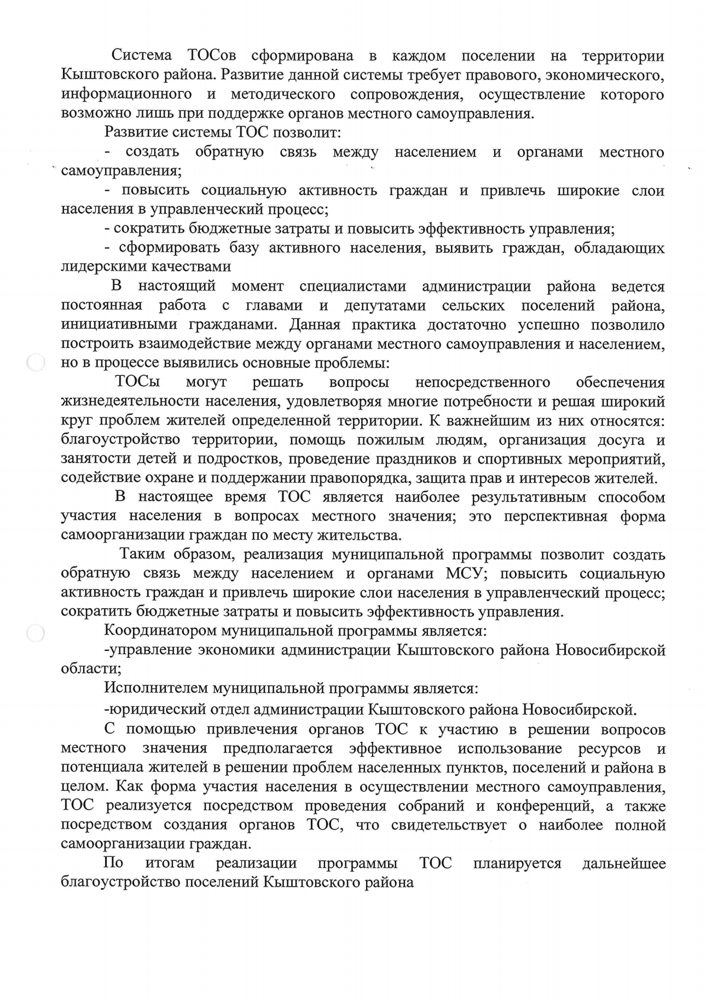 Система ТОСов сформирована в каждом поселении на территории
Кыштовского района. Развитие данной системы требует правового, экономического,
информационного и методического сопровождения, осуществление которого
возможно лишь при поддержке органов местного самоуправления.
Развитие системы ТОС позволит:
- создать обратную связь между населением и органами местного
самоуправления;
- повысить социальную активность граждан и привлечь широкие слои
населения в управленческий процесс;
- сократить бюджетные затраты и повысить эффективность управления;
- сформировать базу активного населения, выявить граждан, обладающих
лидерскими качествами
В настоящий момент специалистами администрации района ведется
постоянная работа с главами и депутатами сельских поселений района,
инициативными гражданами. Данная практика достаточно успешно позволило
построить взаимодействие между органами местного самоуправления и населением,
но в процессе выявились основные проблемы:
ТОСы могут решать вопросы непосредственного обеспечения
жизнедеятельности населения, удовлетворяя многие потребности и решая широкий
круг проблем жителей определенной территории. К важнейшим из них относятся:
благоустройство территории, помощь пожилым людям, организация досуга и
занятости детей и подростков, проведение праздников и спортивных мероприятий,
содействие охране и поддержании правопорядка, защита прав и интересов жителей.
В настоящее время ТОС является наиболее результативным способом
участия населения в вопросах местного значения; это перспективная форма
самоорганизации граждан по месту жительства.
Таким образом, реализация муниципальной программы позволит создать
обратную связь между населением и органами МСУ; повысить социальную
активность граждан и привлечь широкие слои населения в управленческий процесс;
сократить бюджетные затраты и повысить эффективность управления.
Координатором муниципальной программы является:
-управление экономики администрации Кыштовского района Новосибирской
области;
Исполнителем муниципальной программы является:
-юридический отдел администрации Кыштовского района Новосибирской.
С помощью привлечения органов ТОС к участию в решении вопросов
местного значения предполагается эффективное использование ресурсов и
потенциала жителей в решении проблем населенных пунктов, поселений и района в
целом. Как форма участия населения в осуществлении местного самоуправления,
ТОС реализуется посредством проведения собраний и конференций, а также
посредством создания органов ТОС, что свидетельствует о наиболее полной
самоорганизации граждан.
По итогам реализации программы ТОС планируется дальнейшее
благоустройство поселений Кыштовского района